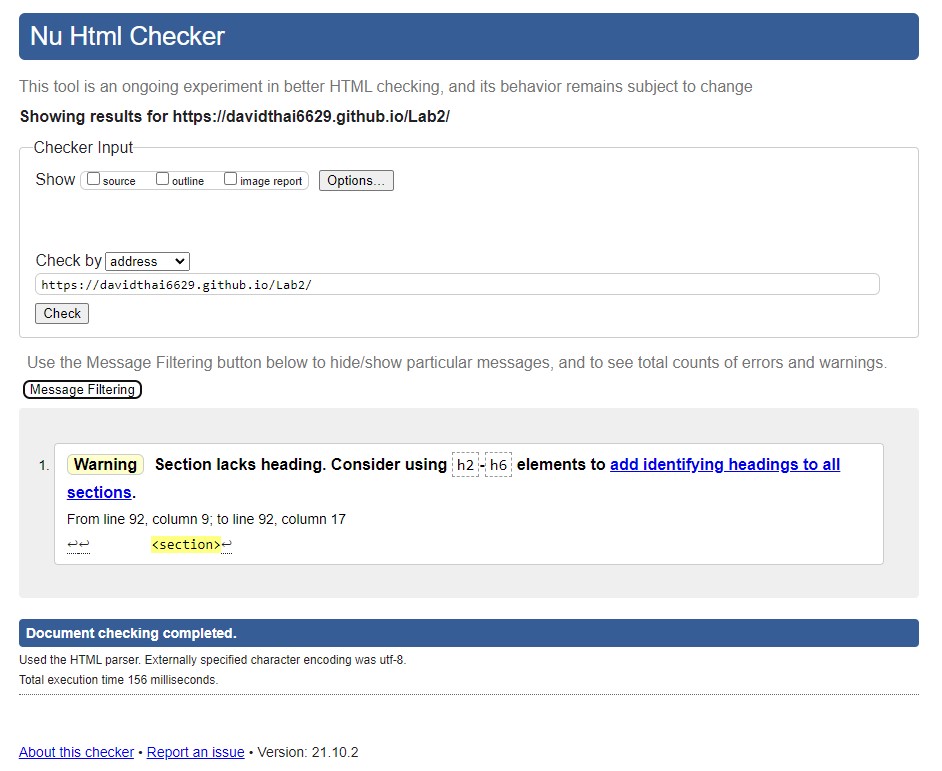 Nu Html Checker
This tool is an ongoing experiment in better HTML checking, and its behavior remains subject to change
Showing results for https://davidthai6629.github.io/Lab2/
Checker Input
Show source outline image report Options...
Check by address
https://davidthai6629.github.io/Lab2/
Check
Use the Message Filtering button below to hide/show particular messages, and to see total counts of errors and warnings.
Message Filtering
1. Warning Section lacks heading. Consider using h2-h6 elements to add identifying headings to all
sections.
From line 92, column 9; to line 92, column 17
↩↩ <section>↩
Document checking completed.
Used the HTML parser. Externally specified character encoding was utf-8.
Total execution time 156 milliseconds.
About this checker • Report an issue • Version: 21.10.2